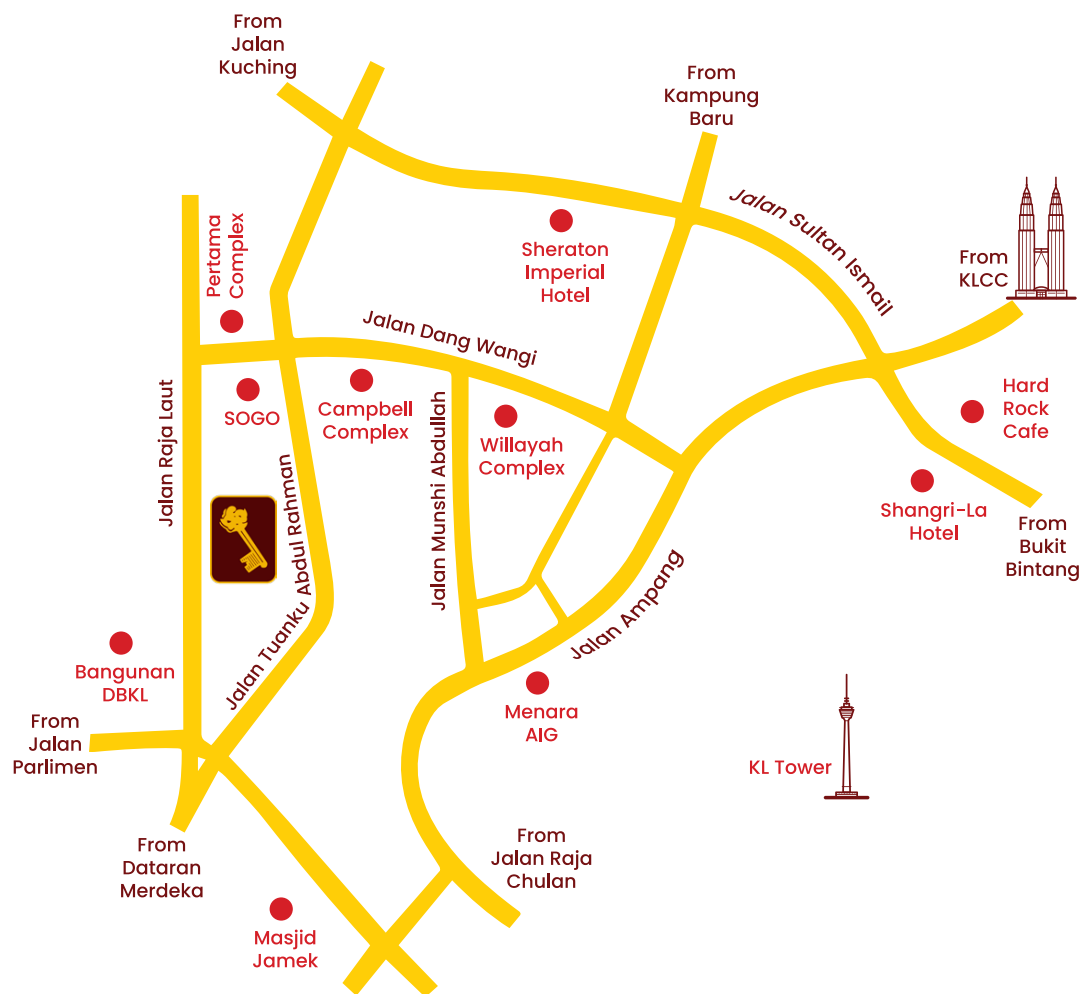 From
Jalan
Kuching
From
Kampung
Baru
Jalan Sultan Ismail
From
KLCC
Pertama
Complex
Sheraton
Imperial
Hotel
Jalan Dang Wangi
Jalan Raja Laut
SOGO
Campbell
Complex
Jalan Munshi Abdullah
Willayah
Complex
Hard
Rock
Cafe
Shangri-La
Hotel
From
Bukit
Bintang
Jalan Tuanku Abdul Rahman
Jalan Ampang
Bangunan
DBKL
Menara
AIG
From
Jalan
Parlimen
KL Tower
From
Dataran
Merdeka
From
Jalan Raja
Chulan
Masjid
Jamek